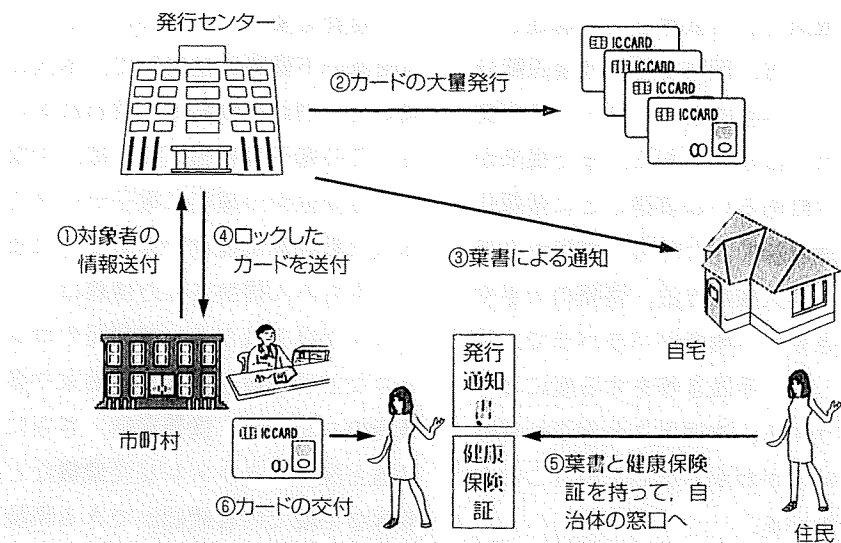 発行センター
②カードの大量発行
IC CARD
IC CARD
IC CARD
IC CARD
①対象者の
情報送付
④ロックした
カードを送付
③葉書による通知
自宅
市町村
発行
通知
書
健康
保険
証
IC CARD
⑥カードの交付
⑤葉書と健康保険
証を持って，自
治体の窓口へ
住民